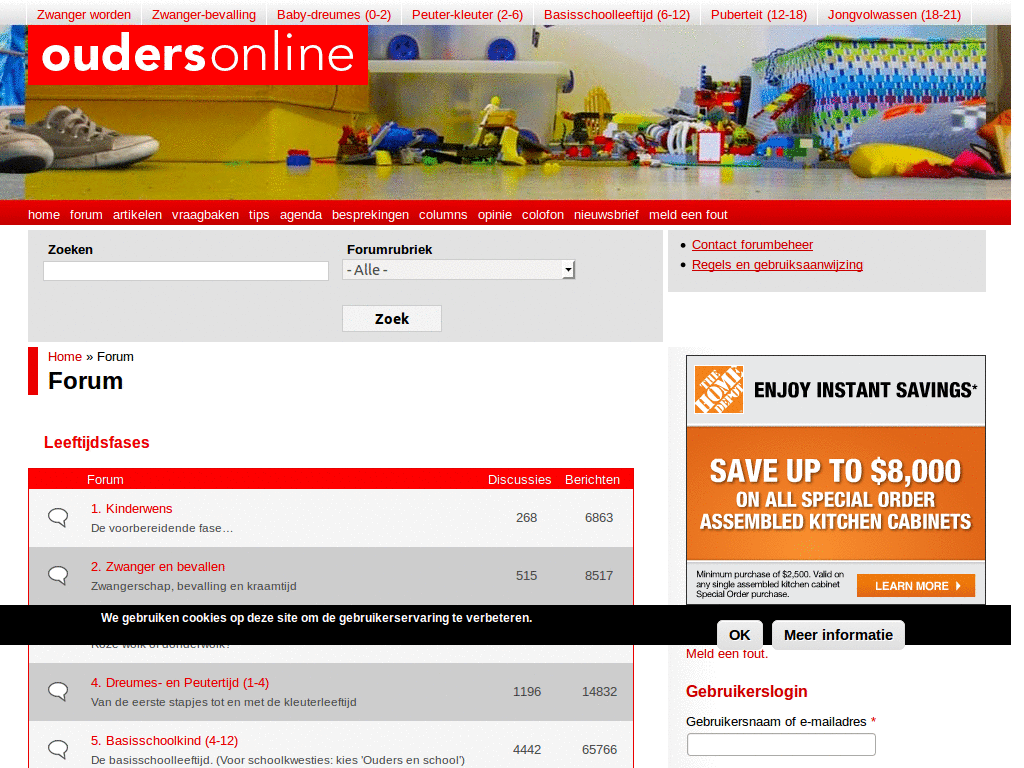 Zwanger worden Zwanger-bevalling Baby-dreumes (0-2) Peuter-kleuter (2-6) Basisschoolleeftijd (6-12) Puberteit (12-18) Jongvolwassen (18-21)
oudersonline
home forum artikelen vraagbaken tips agenda besprekingen columns opinie colofon nieuwsbrief meld een fout
Zoeken Forumrubriek
- Alle -
Zoek
Contact forumbeheer
Regels en gebruiksaanwijzing
Home » Forum
Forum
Leeftijdsfases
Forum Discussies Berichten
1. Kinderwens
De voorbereidende fase… 268 6863
2. Zwanger en bevallen
Zwangerschap, bevalling en kraamtijd 515 8517
We gebruiken cookies op deze site om de gebruikerservaring te verbeteren.
OK Meer informatie
Roze wolk of donderwolk?
4. Dreumes- en Peutertijd (1-4)
Van de eerste stapjes tot en met de kleuterleeftijd 1196 14832
5. Basisschoolkind (4-12)
De basisschoolleeftijd. (Voor schoolkwesties: kies 'Ouders en school') 4442 65766
THE HOME DEPOT
ENJOY INSTANT SAVINGS*
SAVE UP TO $8,000
ON ALL SPECIAL ORDER
ASSEMBLED KITCHEN CABINETS
Minimum purchase of $2,500. Valid on
any single assembled kitchen cabinet
Special Order purchase.
LEARN MORE
Meld een fout.
Gebruikerslogin
Gebruikersnaam of e-mailadres *